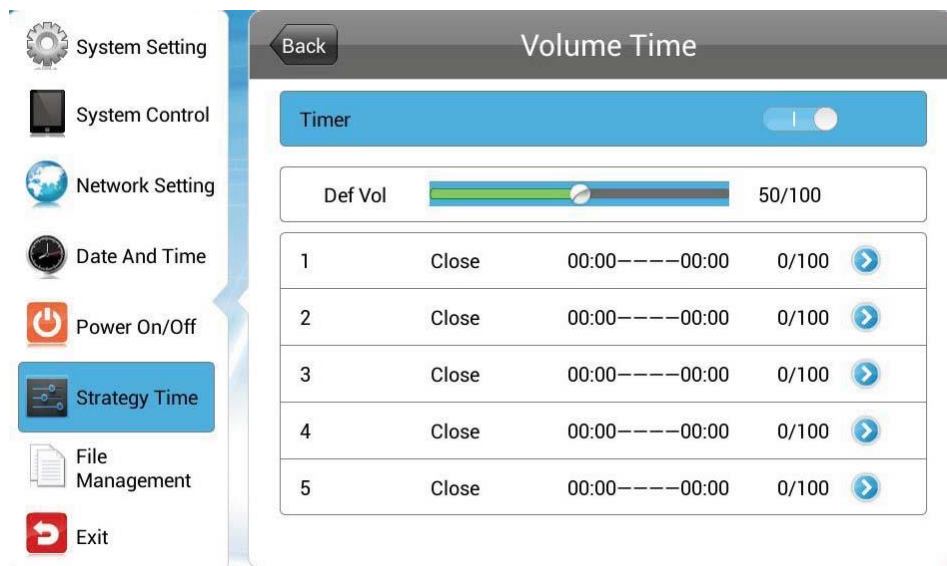 System Setting
System Control
Network Setting
Date And Time
Power On/Off
Strategy Time
File
Management
Exit
Back
Volume Time
Timer
Def Vol 50/100
1 Close 00:00----00:00 0/100
2 Close 00:00----00:00 0/100
3 Close 00:00----00:00 0/100
4 Close 00:00----00:00 0/100
5 Close 00:00----00:00 0/100